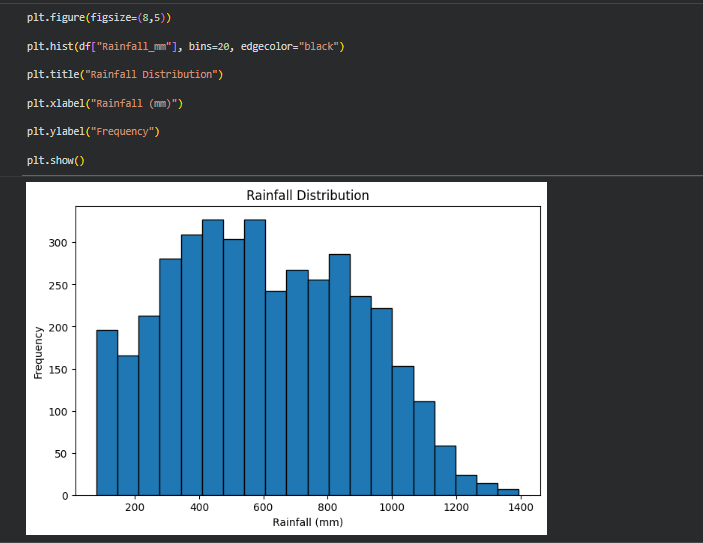 plt.figure(figsize=(8,5))
plt.hist(df["Rainfall_mm"], bins=20, edgecolor="black")
plt.title("Rainfall Distribution")
plt.xlabel("Rainfall (mm)")
plt.ylabel("Frequency")
plt.show()
Rainfall Distribution
Frequency
300
250
200
150
100
50
0
200 400 600 800 1000 1200 1400
Rainfall (mm)